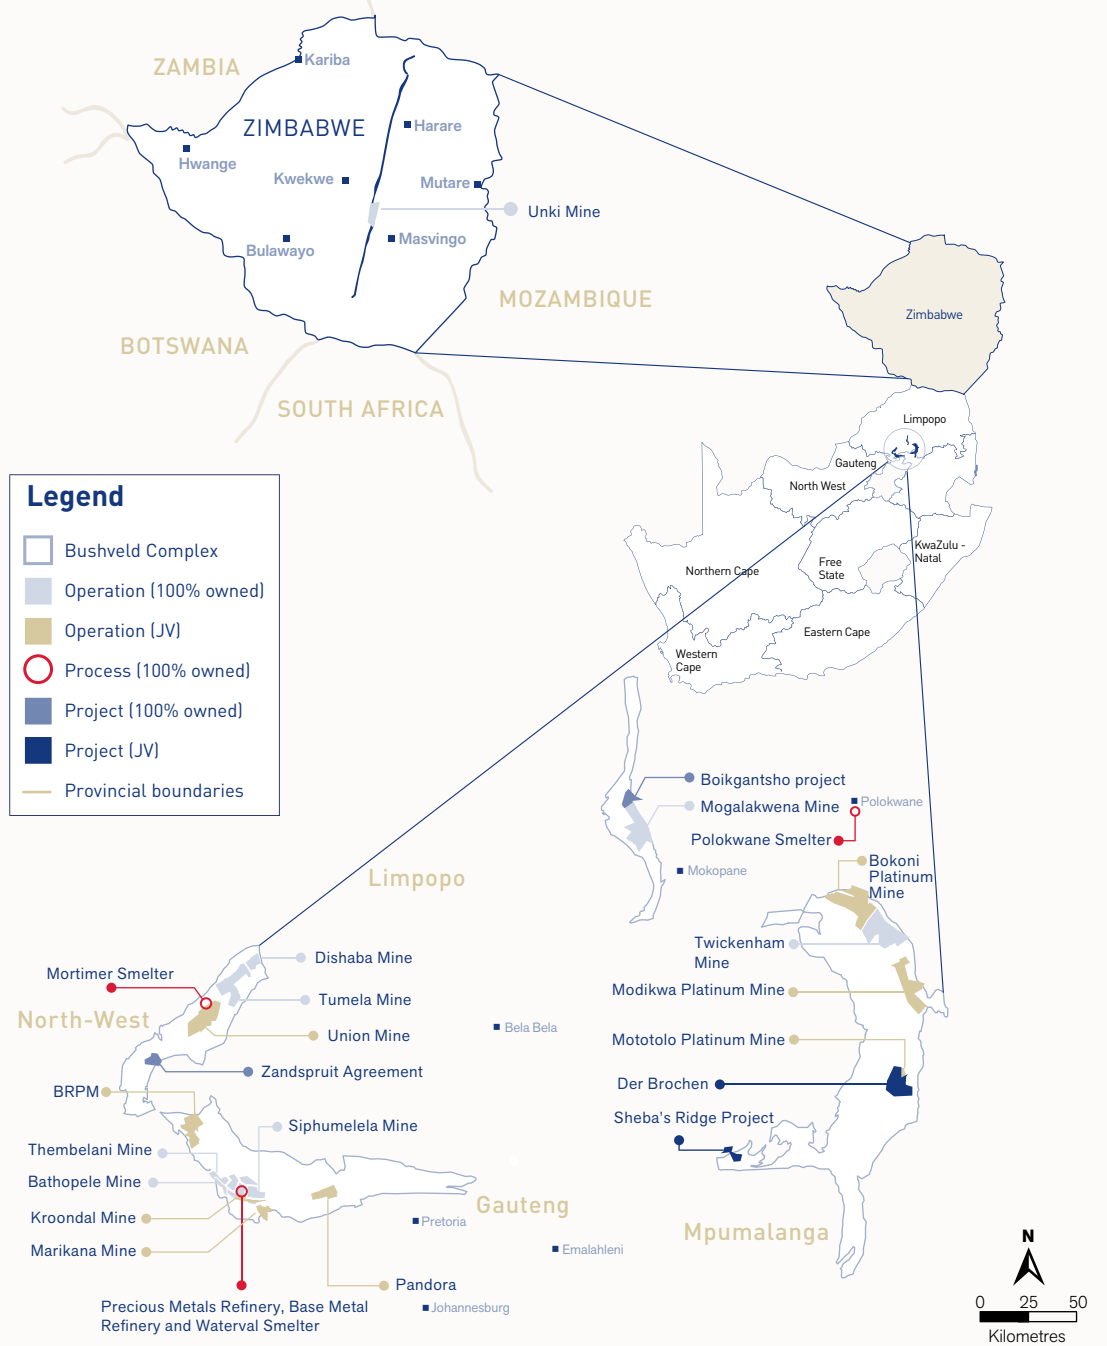 ZAMBIA
Kariba
ZIMBABWE
Harare
Hwange
Kwekwe
Mutare
Unki Mine
Bulawayo
Masvingo
MOZAMBIQUE
BOTSWANA
SOUTH AFRICA
Zimbabwe
Limpopo
Gauteng
North West
KwaZulu -
Natal
Free
State
Northern Cape
Eastern Cape
Western
Cape
Legend
Bushveld Complex
Operation (100% owned)
Operation (JV)
Process (100% owned)
Project (100% owned)
Project (JV)
Provincial boundaries
Boikgantsho project
Mogalakwena Mine
Polokwane
Polokwane Smelter
Mokopane
Bokoni
Platinum
Mine
Limpopo
Twickenham
Mine
Dishaba Mine
Mortimer Smelter
Modikwa Platinum Mine
Tumela Mine
North-West
Bela Bela
Union Mine
Mototolo Platinum Mine
Zandspruit Agreement
Der Brochen
BRPM
Sheba's Ridge Project
Siphumelela Mine
Thembelani Mine
Bathopele Mine
Kroondal Mine
Marikana Mine
Gauteng
Pretoria
Mpumalanga
Emalahleni
Pandora
Johannesburg
Precious Metals Refinery, Base Metal
Refinery and Waterval Smelter
N
0 25 50
Kilometres